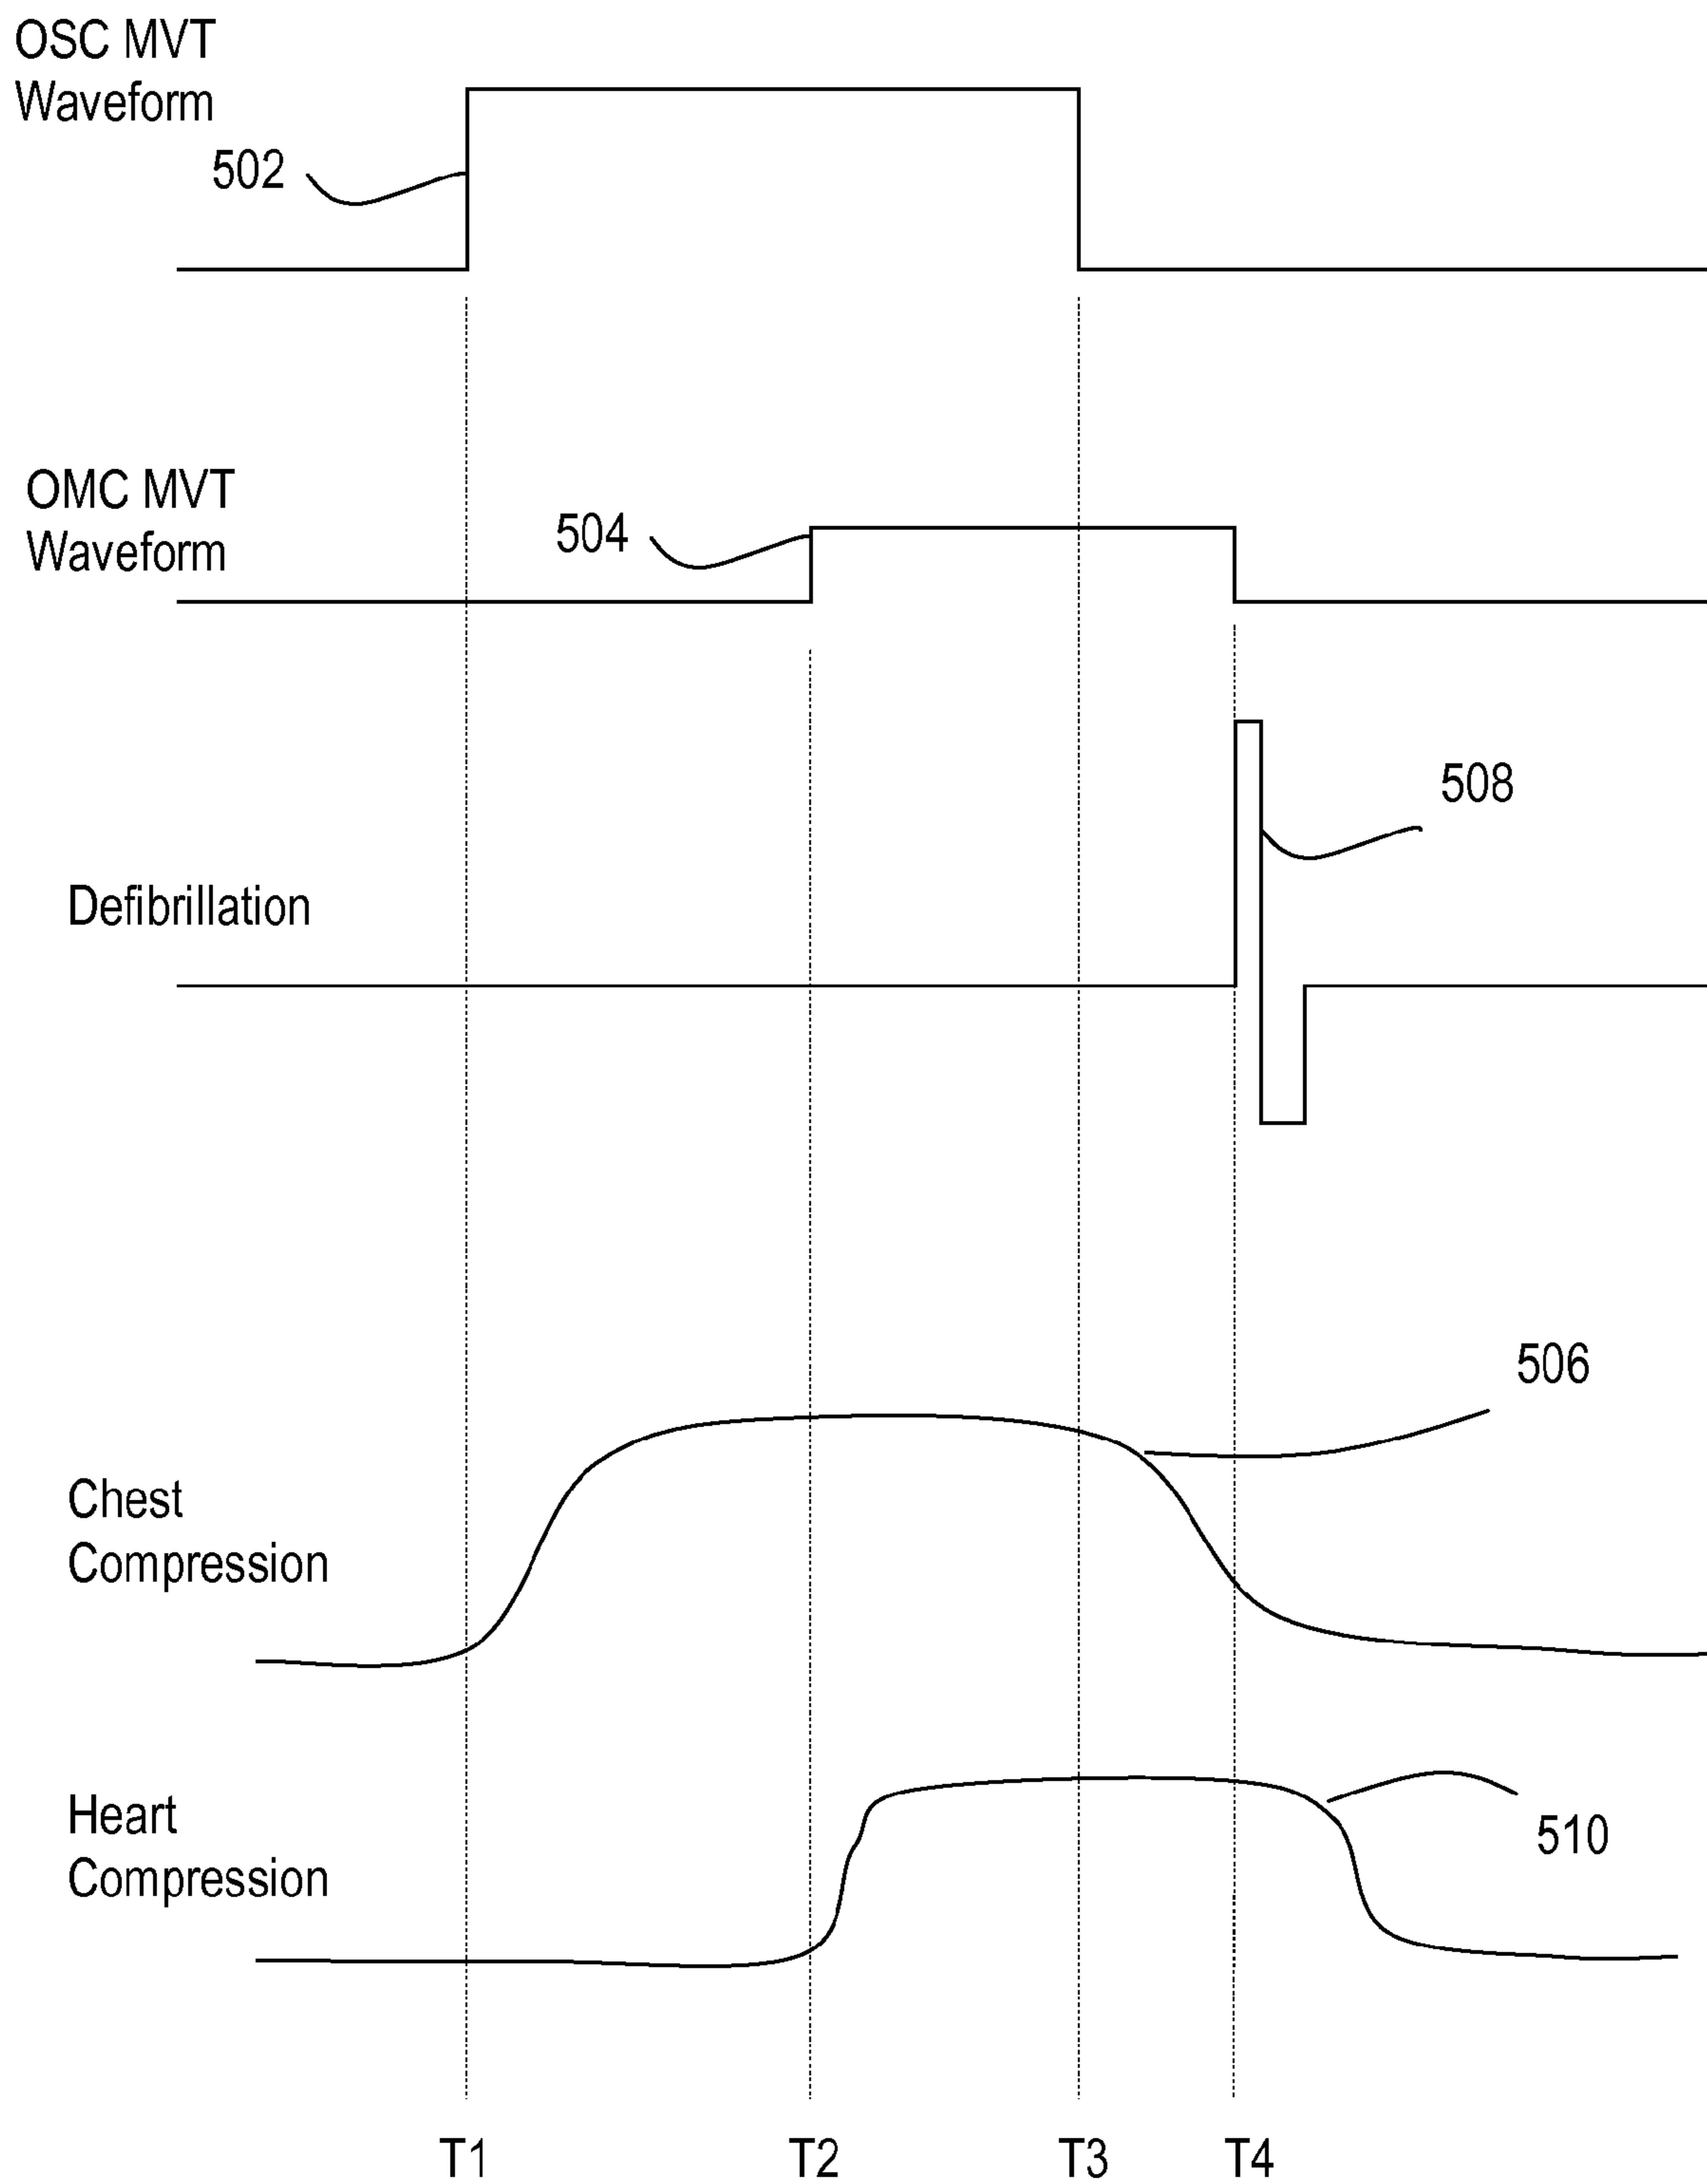 OSC MVT
Waveform
502
OMC MVT
Waveform
504
508
Defibrillation
506
Chest
Compression
Heart
Compression
510
T1 T2 T3 T4